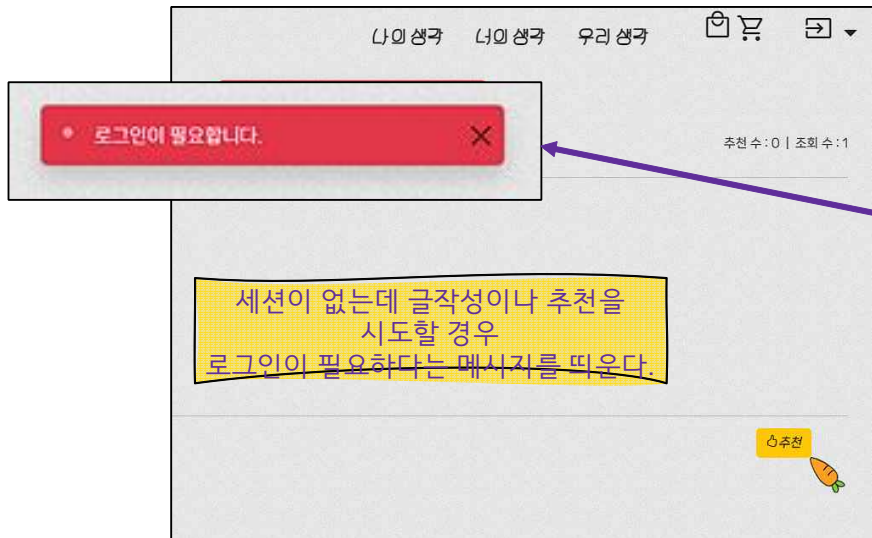 나의 생각 너의 생각 우리 생각
로그인이 필요합니다.
추천 수 : 0 | 조회 수 : 1
세션이 없는데 글작성이나 추천을
시도할 경우
로그인이 필요하다는 메시지를 띄운다.
추천